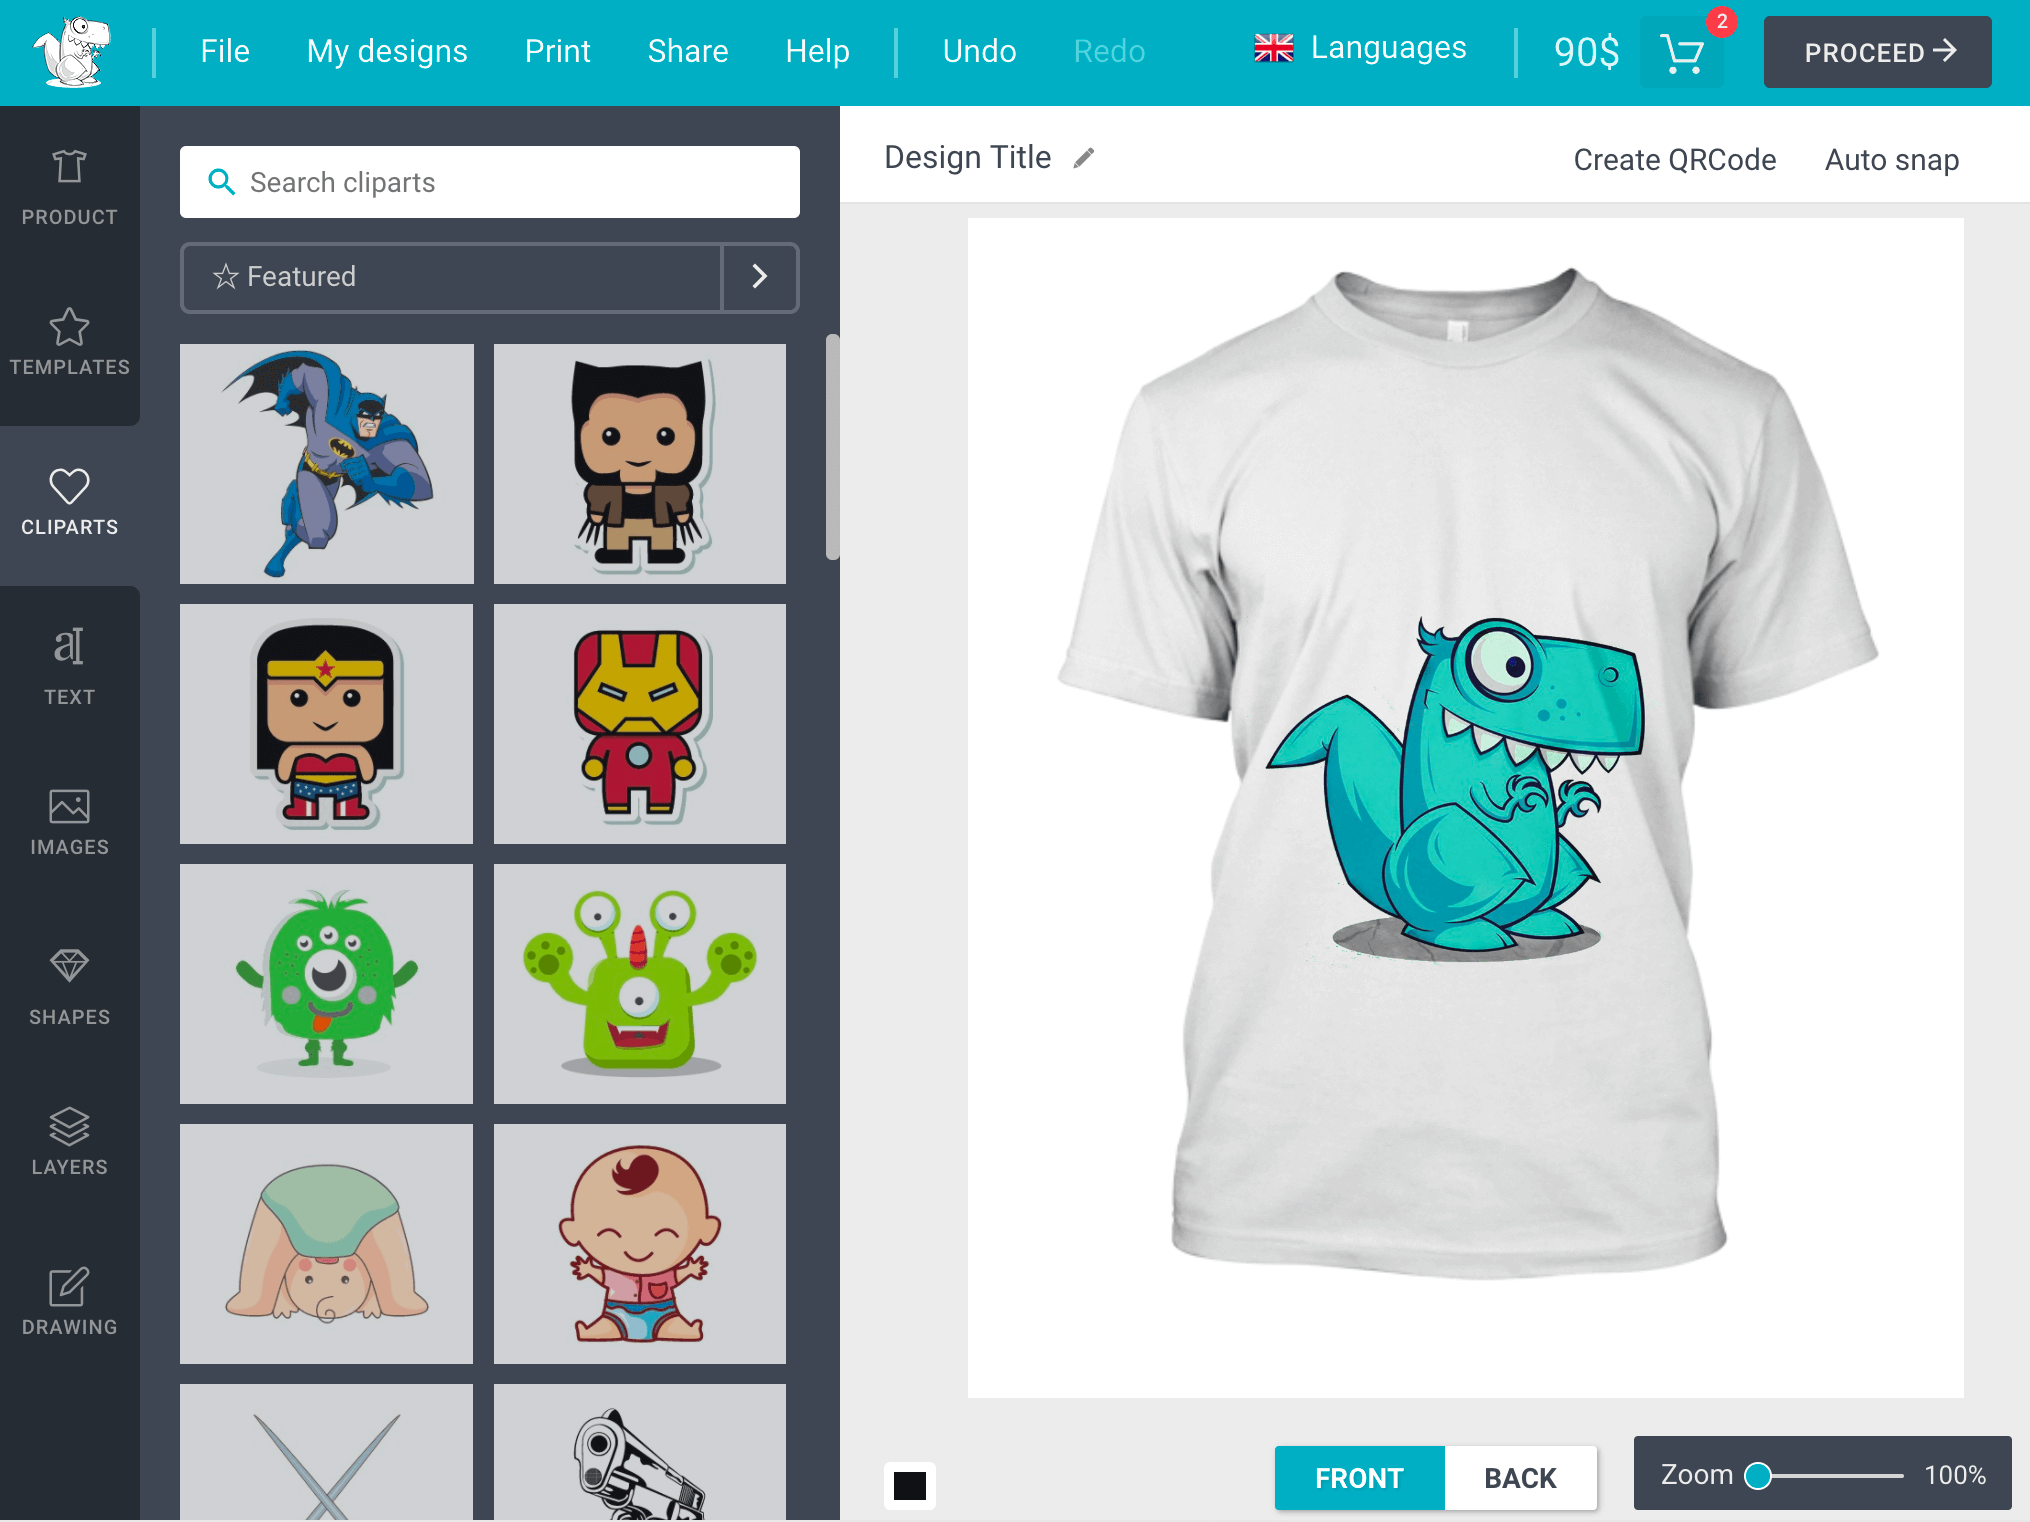 File
My designs
Print
Share
Help
Undo
Redo
Languages
90$
2
PROCEED
PRODUCT
TEMPLATES
CLIPARTS
TEXT
IMAGES
SHAPES
LAYERS
DRAWING
Search cliparts
Featured
Design Title
Create QRCode
Auto snap
FRONT
BACK
Zoom
100%